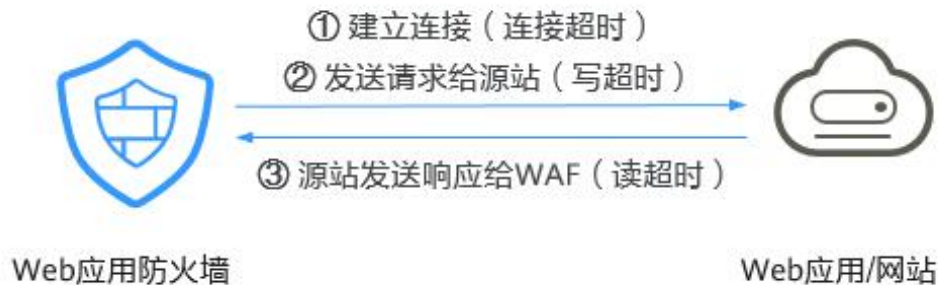 ① 建立连接（连接超时）
② 发送请求给源站（写超时）
③ 源站发送响应给WAF（读超时）
Web应用防火墙
Web应用/网站